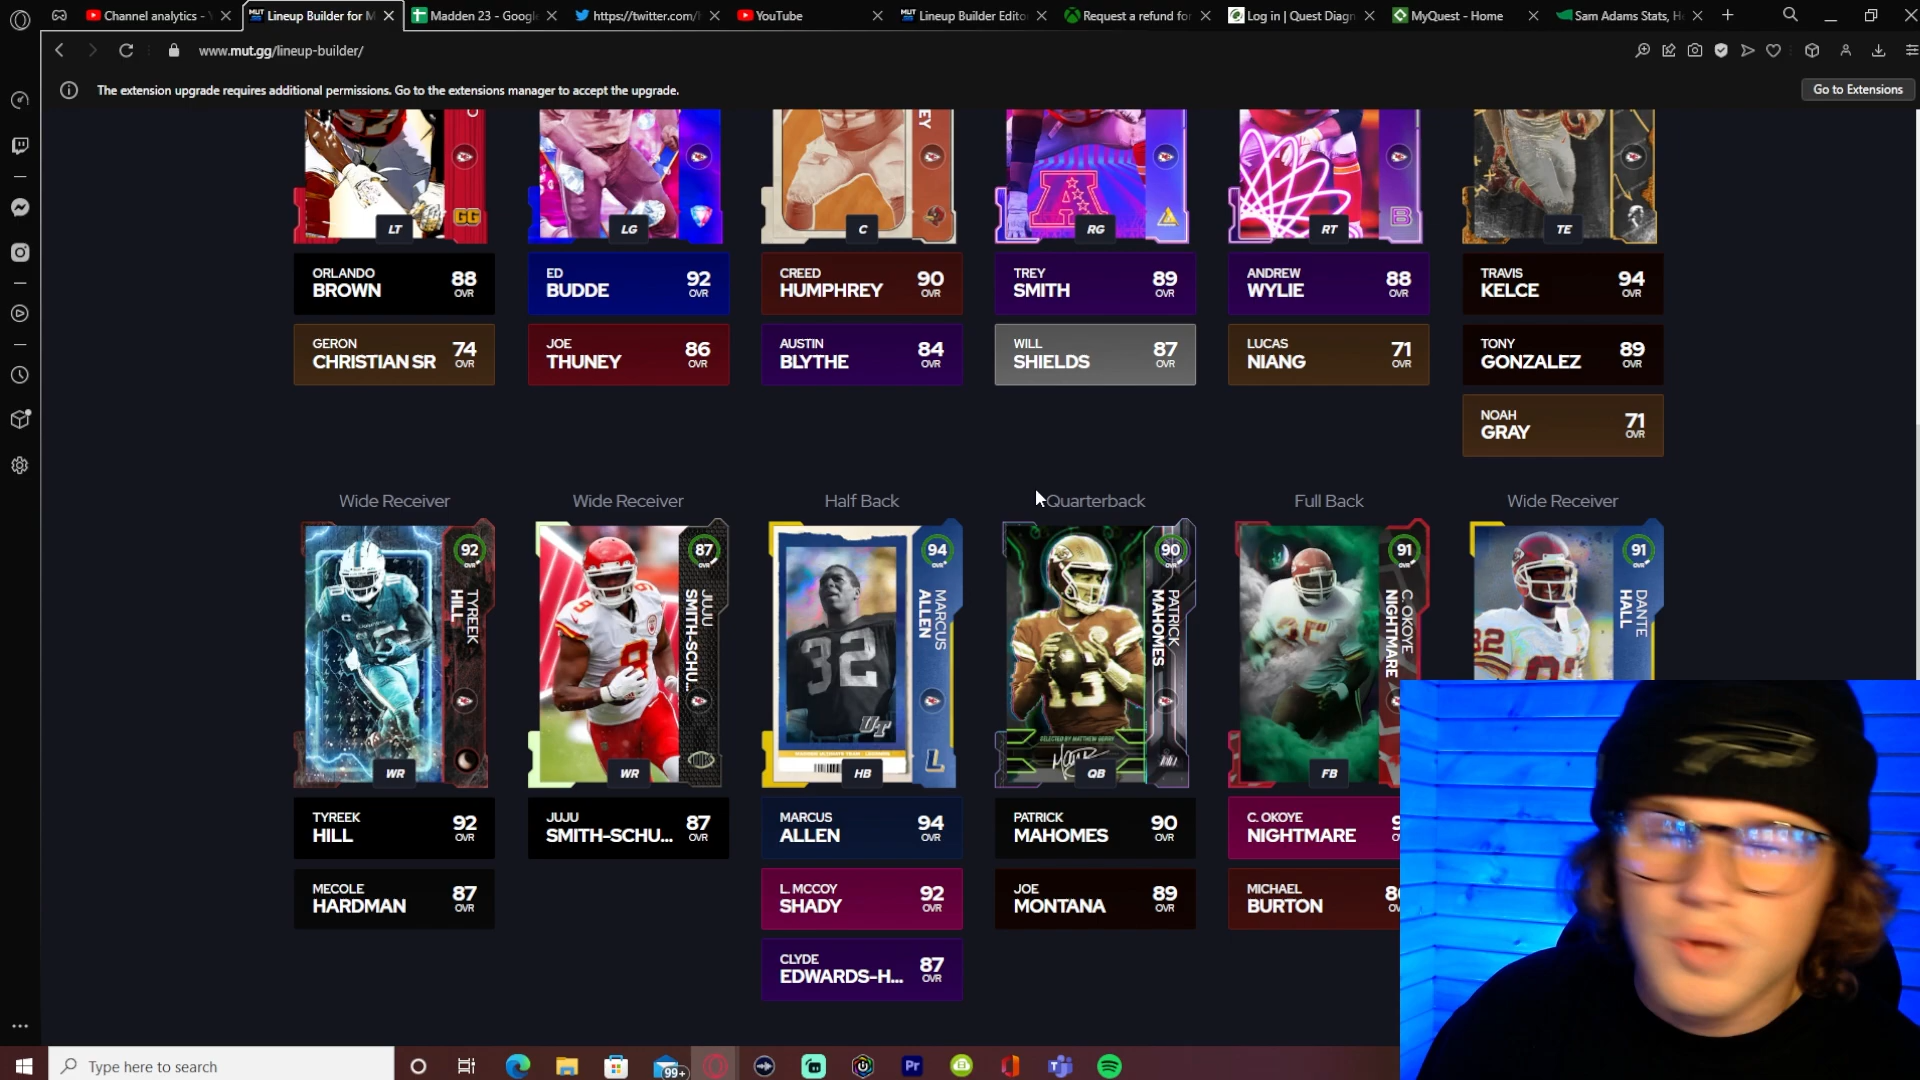 Channel analytics - Y
Lineup Builder for M
Madden 23 - Google
https://twitter.com/
YouTube
MUT Lineup Builder Edito
Request a refund for
Log in | Quest Diagn
MyQuest - Home
Sam Adams Stats, H
www.mut.gg/lineup-builder/
The extension upgrade requires additional permissions. Go to the extensions manager to accept the upgrade.
Go to Extensions
EY
GG
A
B
LT
LG
C
RG
RT
TE
ORLANDO BROWN 88 OVR
ED BUDDE 92 OVR
CREED HUMPHREY 90 OVR
TREY SMITH 89 OVR
ANDREW WYLIE 88 OVR
TRAVIS KELCE 94 OVR
GERON CHRISTIAN SR 74 OVR
JOE THUNEY 86 OVR
AUSTIN BLYTHE 84 OVR
WILL SHIELDS 87 OVR
LUCAS NIANG 71 OVR
TONY GONZALEZ 89 OVR
NOAH GRAY 71 OVR
Wide Receiver
Wide Receiver
Half Back
Quarterback
Full Back
Wide Receiver
92 TYREEK HILL WR
87 JUJU SMITH-SCHU... 9 WR
94 MARCUS ALLEN 32 UT L HB
90 PATRICK MAHOMES QB
91 C. OKOYE NIGHTMARE FB
91 DANTE HALL
TYREEK HILL 92 OVR
JUJU SMITH-SCHU... 87 OVR
MARCUS ALLEN 94 OVR
PATRICK MAHOMES 90 OVR
C. OKOYE NIGHTMARE
MECOLE HARDMAN 87 OVR
L. MCCOY SHADY 92 OVR
JOE MONTANA 89 OVR
MICHAEL BURTON
CLYDE EDWARDS-H... 87 OVR
Type here to search
99+
Pr